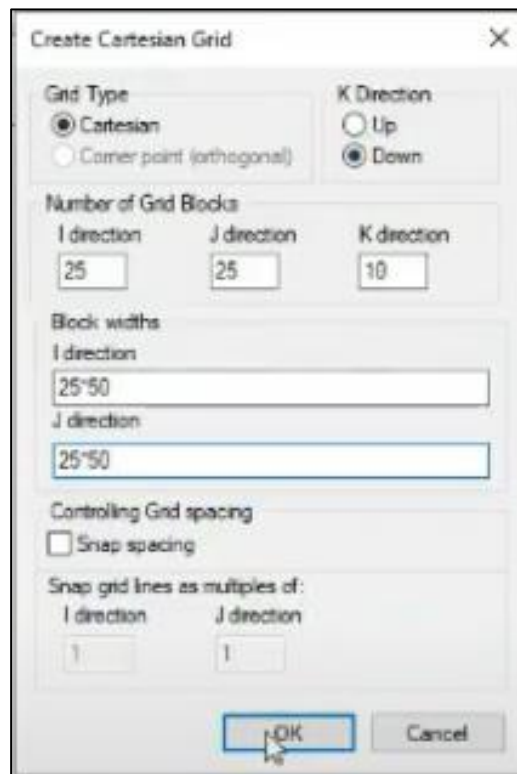 Create Cartesian Grid
Grid Type
Cartesian
Corner point (orthogonal)
K Direction
Up
Down
Number of Grid Blocks
I direction J direction K direction
25 25 10
Block widths
I direction
25*50
J direction
25*50
Controlling Grid spacing
Snap spacing
Snap grid lines as multiples of:
I direction J direction
1 1
OK Cancel